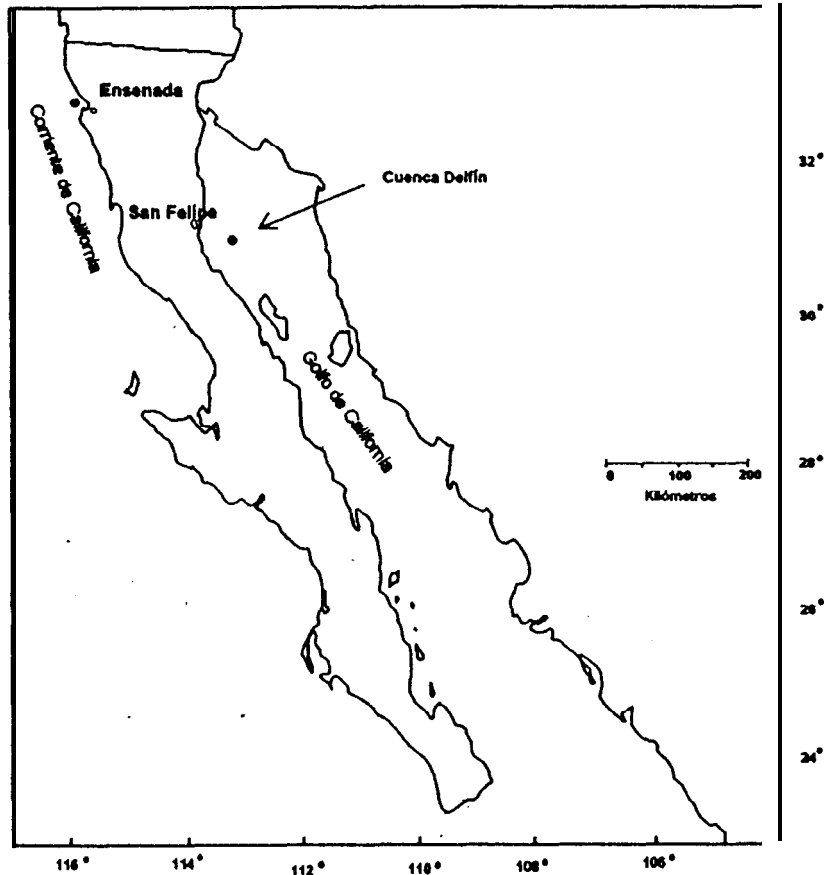 Ensenada
Corriente de California
32°
Cuenca Delfín
San Felipe
30°
Golfo de California
28°
0 100 200
Kilómetros
26°
24°
116° 114° 112° 110° 108° 106°